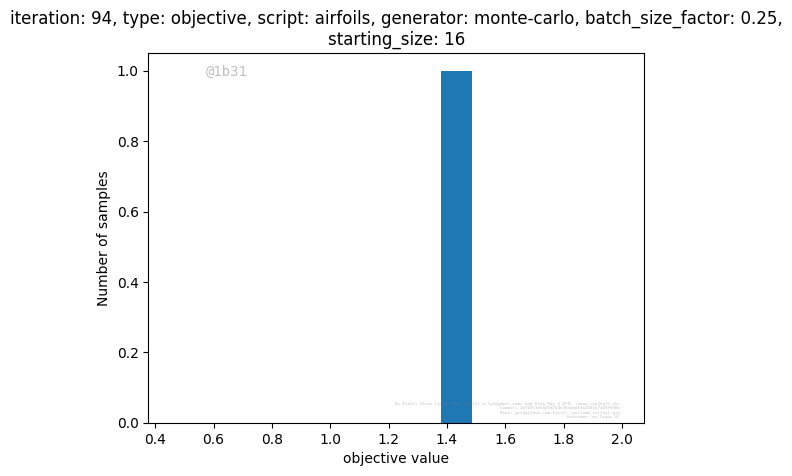 iteration: 94, type: objective, script: airfoils, generator: monte-carlo, batch_size_factor: 0.25,
starting_size: 16
@1b31
1.0
0.8
0.6
0.4
0.2
0.0
Number of samples
0.4 0.6 0.8 1.0 1.2 1.4 1.6 1.8 2.0
objective value